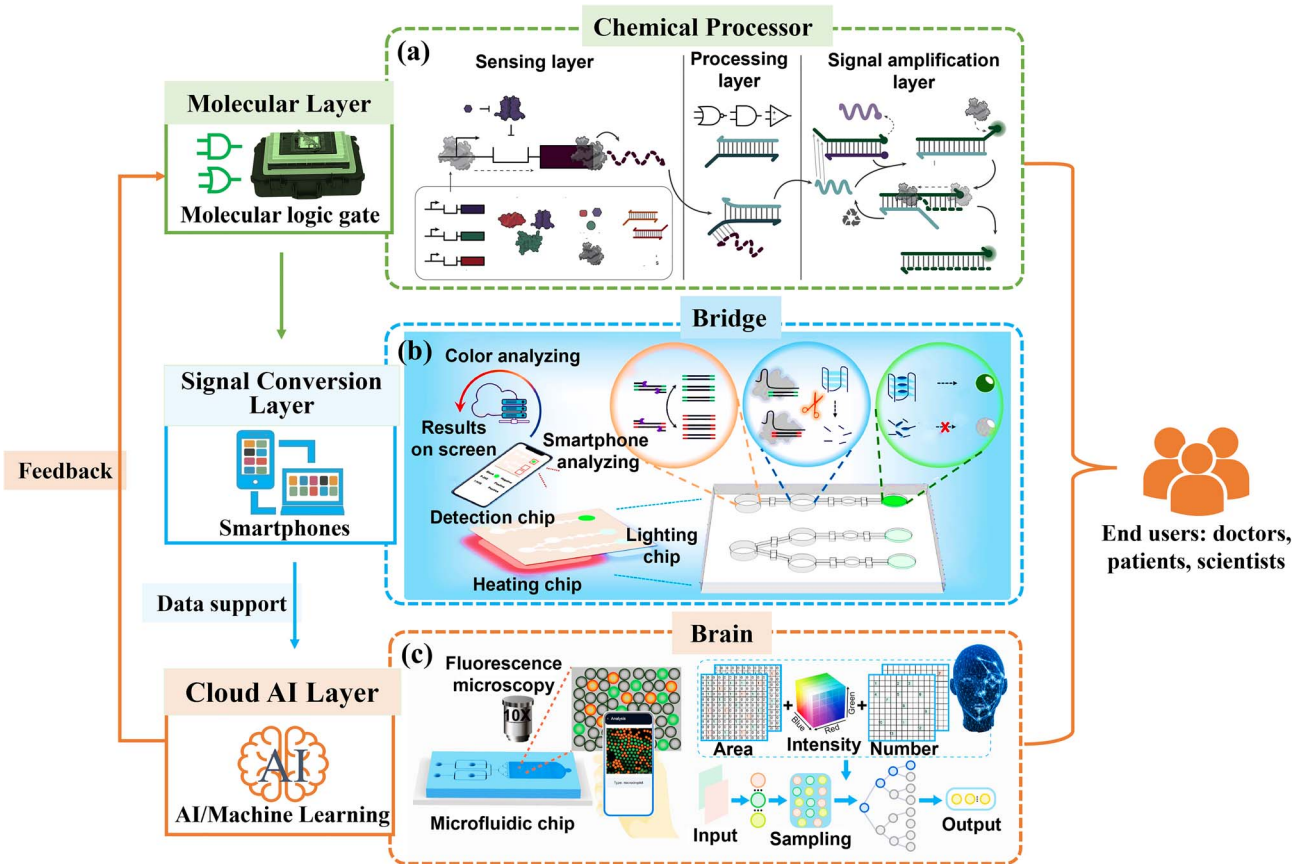 Chemical Processor
(a)
Sensing layer
Processing
layer
Signal amplification
layer
Molecular Layer
Molecular logic gate
Bridge
(b)
Color analyzing
Results
on screen
Smartphone
analyzing
Detection chip
Lighting
chip
Heating chip
Signal Conversion
Layer
Smartphones
Feedback
Data support
End users: doctors,
patients, scientists
Brain
(c)
Fluorescence
microscopy
10X
Analysis
Microfluidic chip
Cloud AI Layer
AI
AI/Machine Learning
Area
+
Intensity
Blue
Red
Green
+
Number
Input
Sampling
Output